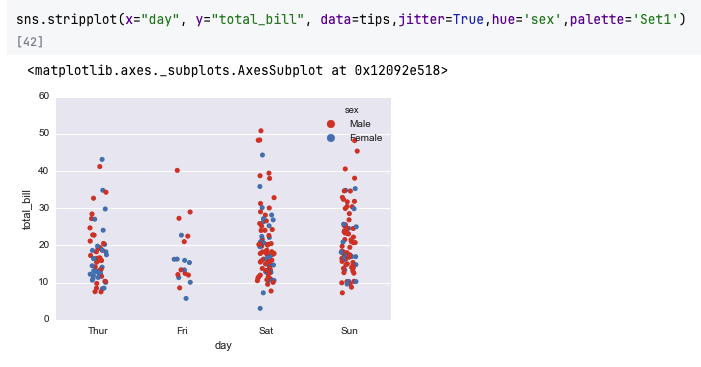 sns.stripplot(x="day", y="total_bill", data=tips,jitter=True,hue='sex',palette='Set1')
[42]
<matplotlib.axes._subplots.AxesSubplot at 0x12092e518>
60
50
40
30
20
10
0
total_bill
sex
Male
Female
Thur Fri Sat Sun
day